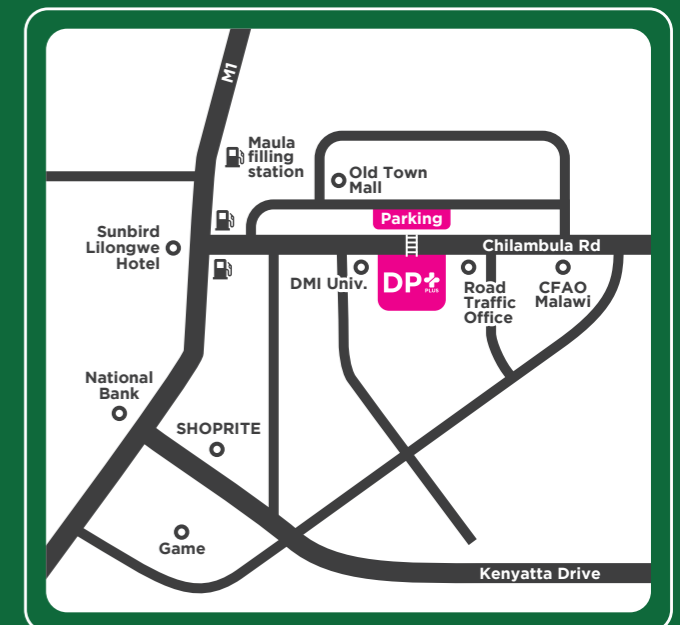 M1
Maula
filling
station
Old Town
Mall
Parking
Sunbird
Lilongwe
Hotel
Chilambula Rd
DMI Univ.
DP
PLUS
Road
Traffic
Office
CFAO
Malawi
National
Bank
SHOPRITE
Game
Kenyatta Drive